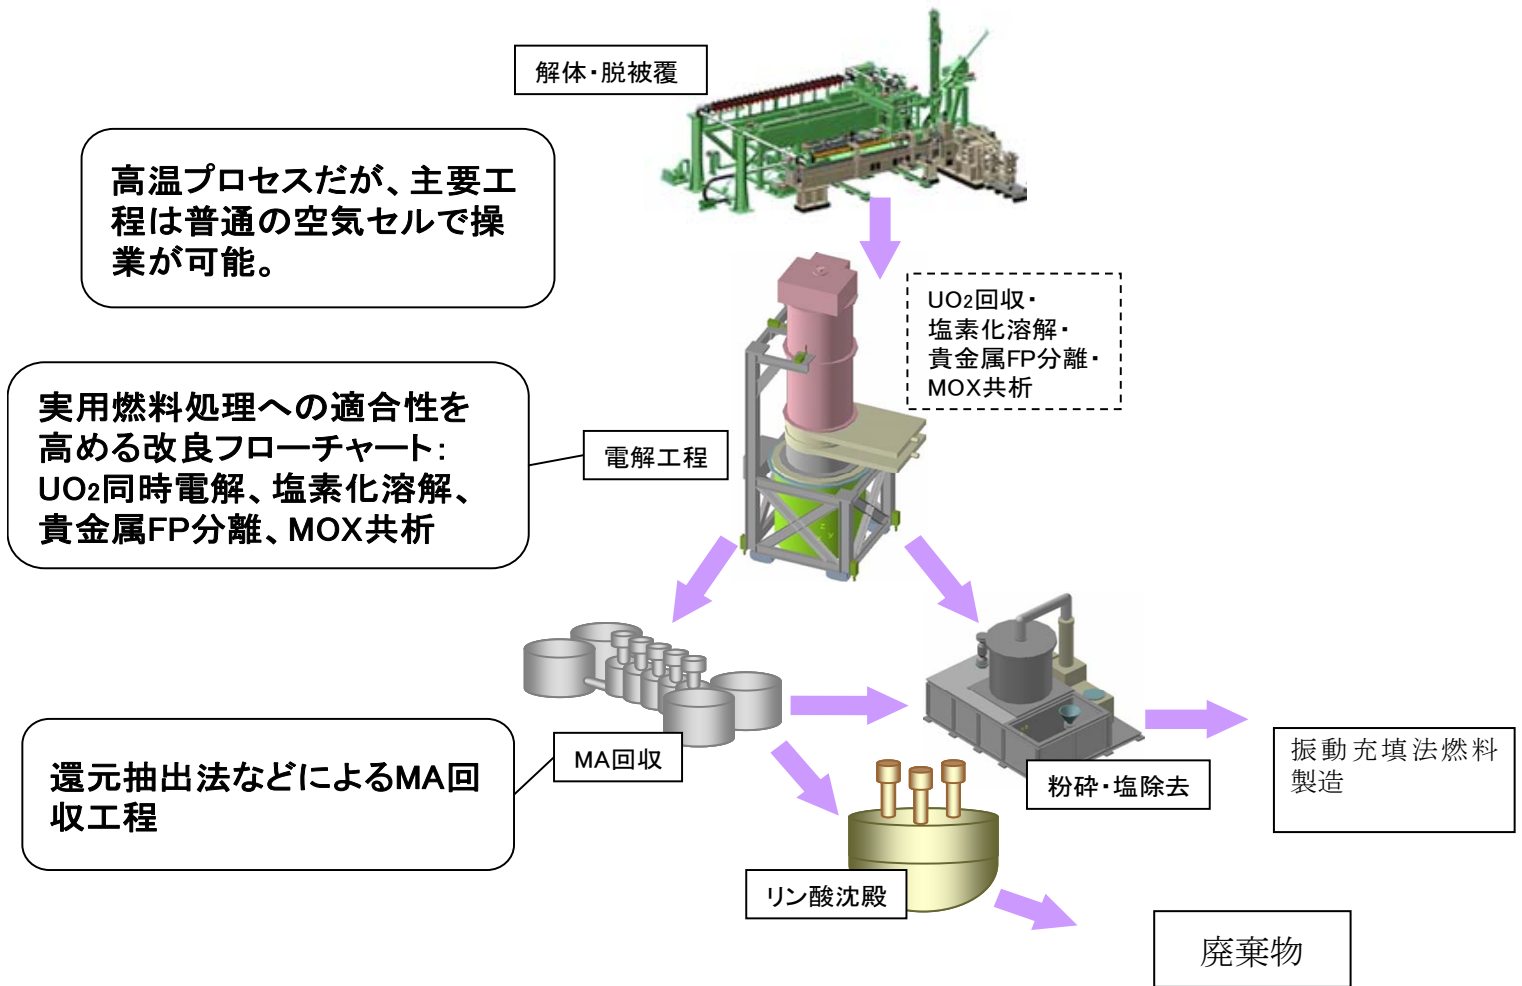 解体・脱被覆
高温プロセスだが、主要工
程は普通の空気セルで操
業が可能。
UO2回収・
塩素化溶解・
貴金属FP分離・
MOX共析
実用燃料処理への適合性を
高める改良フローチャート：
UO2同時電解、塩素化溶解、
貴金属FP分離、MOX共析
電解工程
還元抽出法などによるMA回
収工程
MA回収
粉砕・塩除去
振動充填法燃料
製造
リン酸沈殿
廃棄物